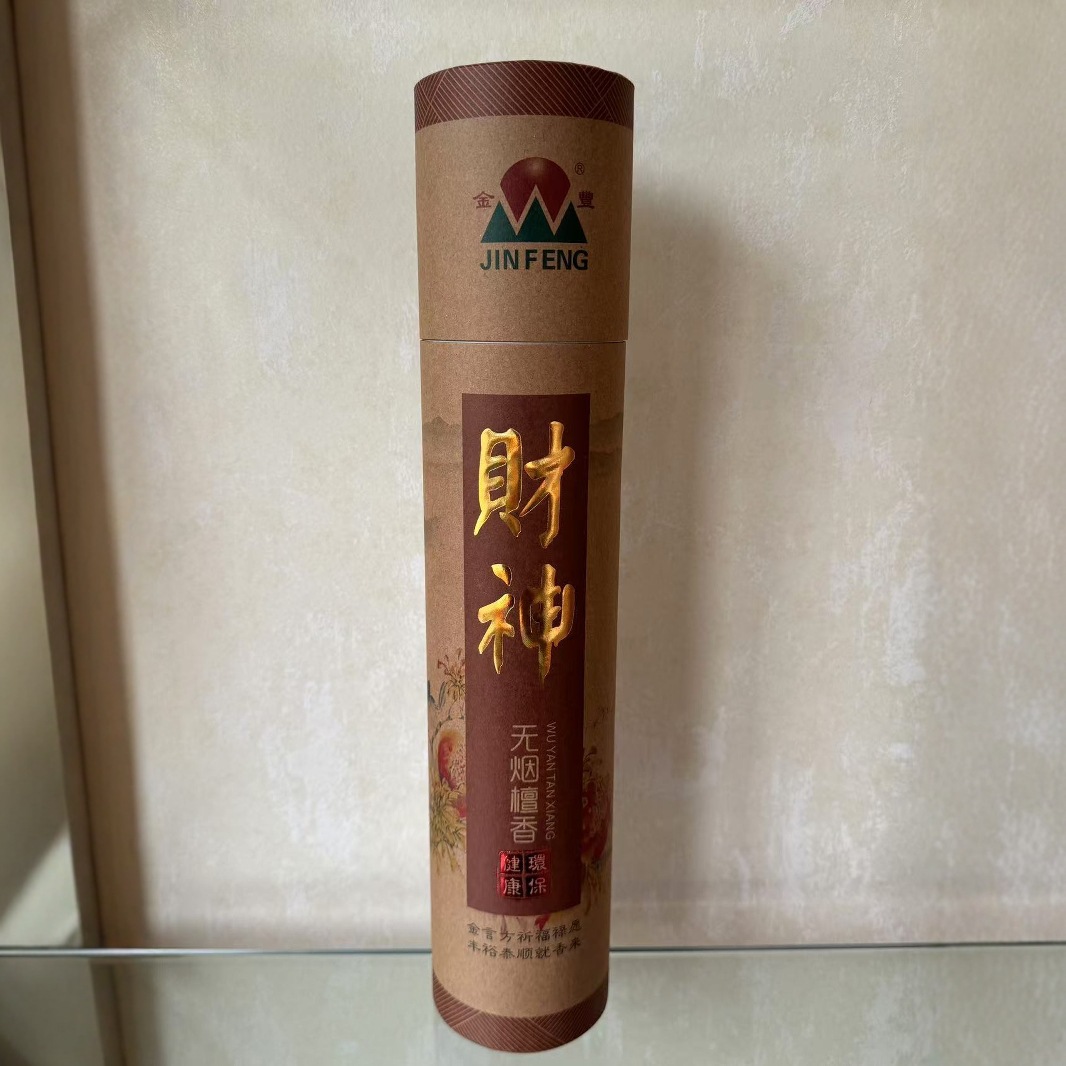 金 豐 ®
JINFENG
財神
无烟檀香
WU YAN TAN XIANG
環保
健康
金言方祈福禄愿
丰裕泰顺就香来